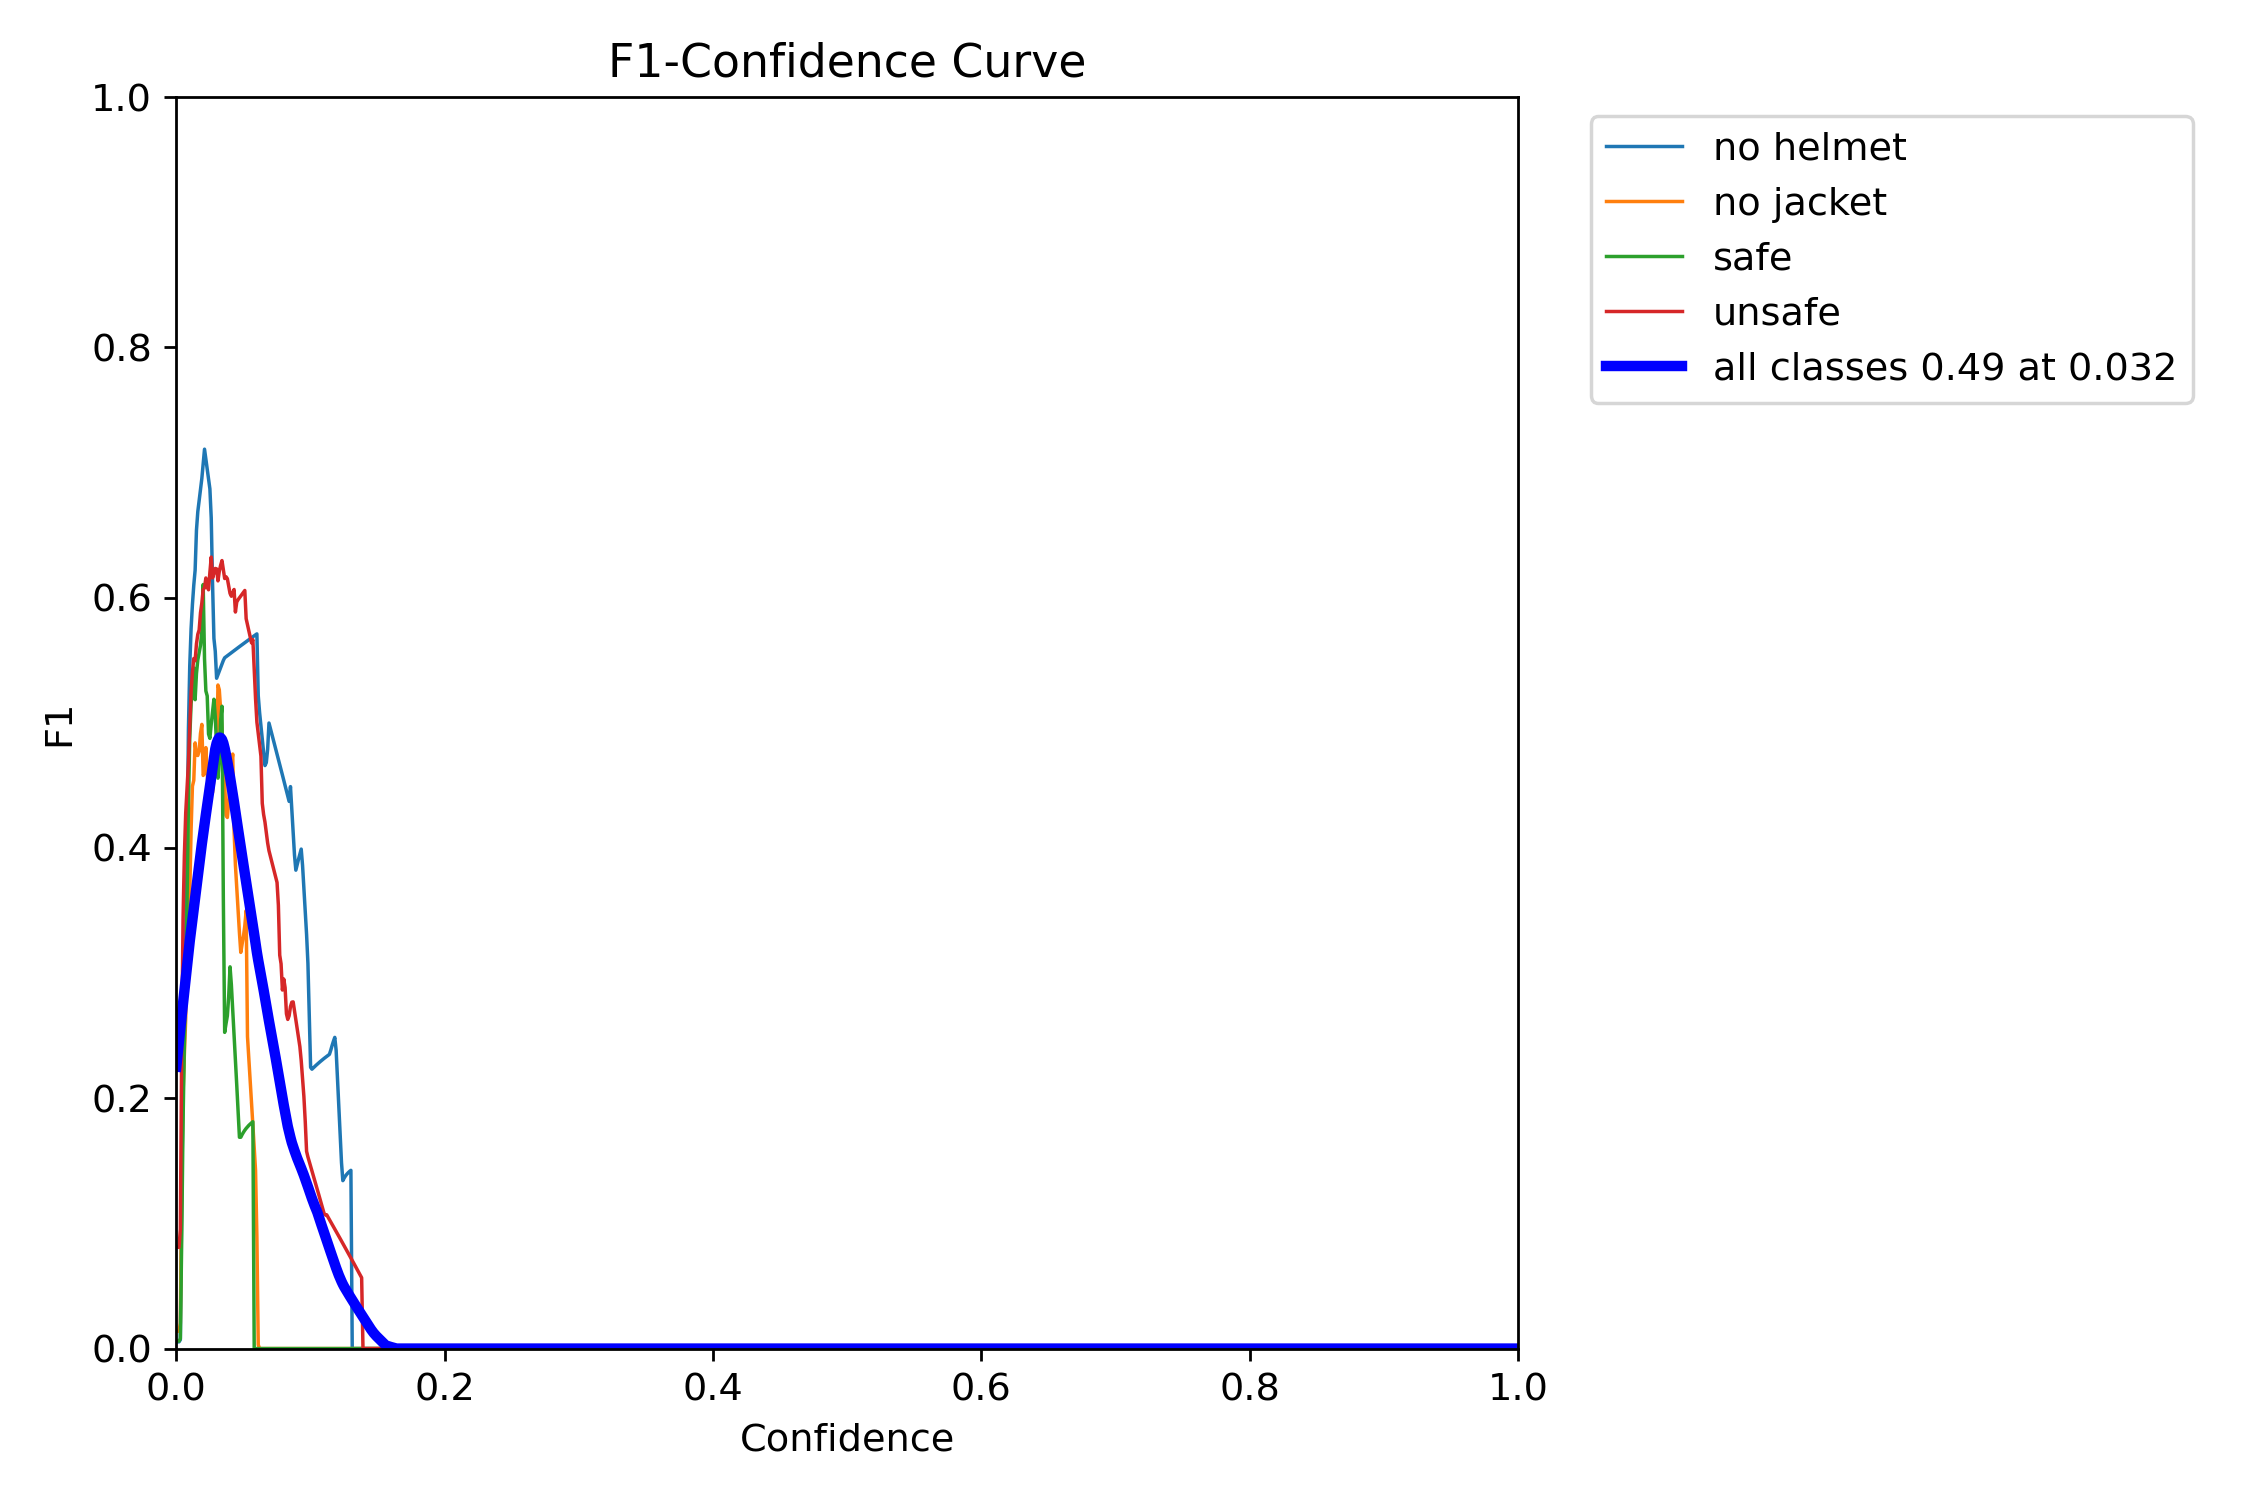 F1-Confidence Curve
1.0
0.8
0.6
0.4
0.2
0.0
F1
0.0 0.2 0.4 0.6 0.8 1.0
Confidence
no helmet
no jacket
safe
unsafe
all classes 0.49 at 0.032